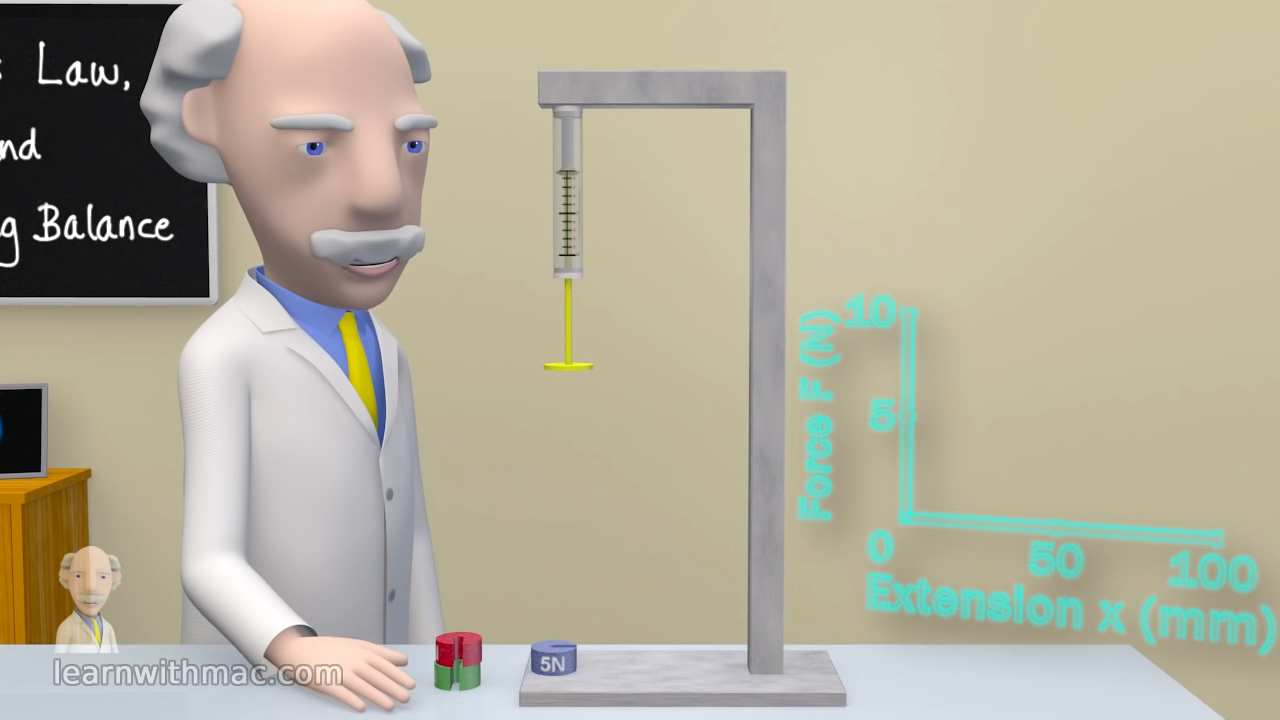 Law,
nd
g Balance
10
Force F (N)
5
0
50
100
Extension x (mm)
5N
learnwithmac.com